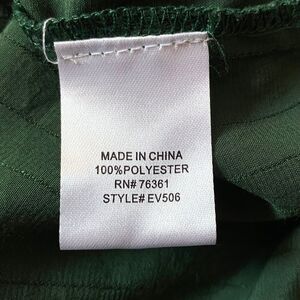 MADE IN CHINA
100%POLYESTER
RN# 76361
STYLE# EV506